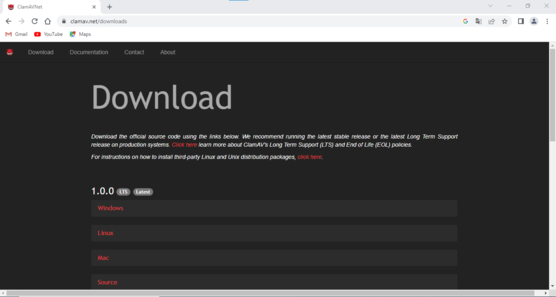 ClamAVNet
clamav.net/downloads
Gmail YouTube Maps
Download Documentation Contact About
Download
Download the official source code using the links below. We recommend running the latest stable release or the latest Long Term Support
release on production systems. Click here learn more about ClamAV's Long Term Support (LTS) and End of Life (EOL) policies.
For instructions on how to install third-party Linux and Unix distribution packages, click here.
1.0.0 LTS Latest
Windows
Linux
Mac
Source